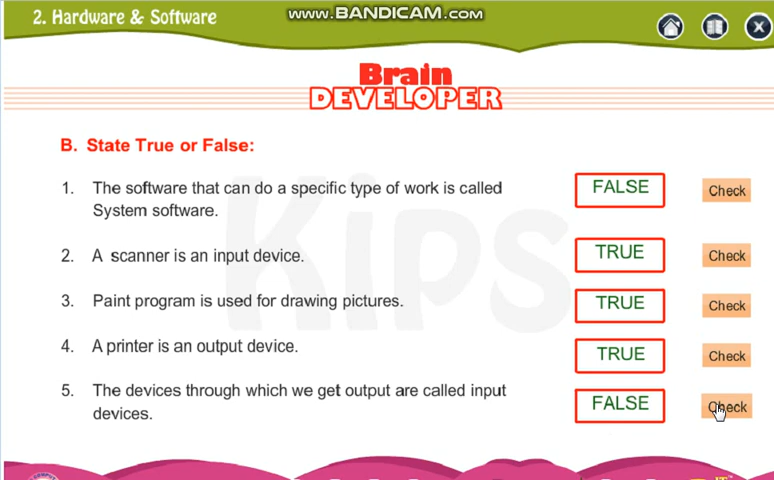 2. Hardware & Software
www.BANDICAM.com
Brain
DEVELOPER
B. State True or False:
1. The software that can do a specific type of work is called
System software.
FALSE
Check
2. A scanner is an input device.
TRUE
Check
3. Paint program is used for drawing pictures.
TRUE
Check
4. A printer is an output device.
TRUE
Check
5. The devices through which we get output are called input
devices.
FALSE
Check
Kips